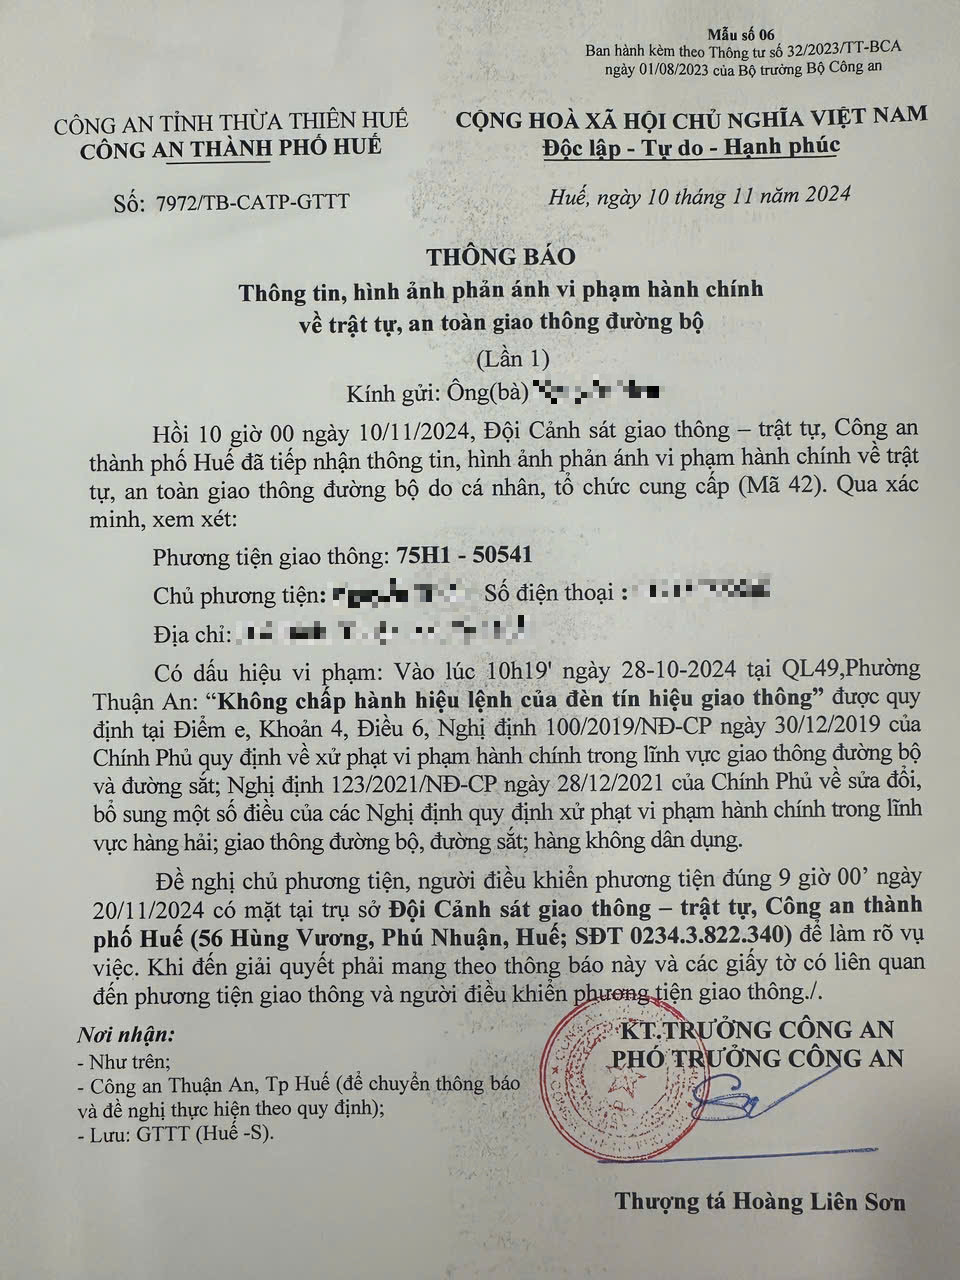 Mẫu số 06
Ban hành kèm theo Thông tư số 32/2023/TT-BCA
ngày 01/08/2023 của Bộ trưởng Bộ Công an
CÔNG AN TỈNH THỪA THIÊN HUẾ
CÔNG AN THÀNH PHỐ HUẾ
CỘNG HOÀ XÃ HỘI CHỦ NGHĨA VIỆT NAM
Độc lập - Tự do - Hạnh phúc
Số: 7972/TB-CATP-GTTT
Huế, ngày 10 tháng 11 năm 2024
THÔNG BÁO
Thông tin, hình ảnh phản ánh vi phạm hành chính
về trật tự, an toàn giao thông đường bộ
(Lần 1)
Kính gửi: Ông(bà)
Hồi 10 giờ 00 ngày 10/11/2024, Đội Cảnh sát giao thông – trật tự, Công an
thành phố Huế đã tiếp nhận thông tin, hình ảnh phản ánh vi phạm hành chính về trật
tự, an toàn giao thông đường bộ do cá nhân, tổ chức cung cấp (Mã 42). Qua xác
minh, xem xét:
Phương tiện giao thông: 75H1 - 50541
Chủ phương tiện: Số điện thoại :
Địa chỉ:
Có dấu hiệu vi phạm: Vào lúc 10h19' ngày 28-10-2024 tại QL49,Phường
Thuận An: “Không chấp hành hiệu lệnh của đèn tín hiệu giao thông” được quy
định tại Điểm e, Khoản 4, Điều 6, Nghị định 100/2019/NĐ-CP ngày 30/12/2019 của
Chính Phủ quy định về xử phạt vi phạm hành chính trong lĩnh vực giao thông đường bộ
và đường sắt; Nghị định 123/2021/NĐ-CP ngày 28/12/2021 của Chính Phủ về sửa đổi,
bổ sung một số điều của các Nghị định quy định xử phạt vi phạm hành chính trong lĩnh
vực hàng hải; giao thông đường bộ, đường sắt; hàng không dân dụng.
Đề nghị chủ phương tiện, người điều khiển phương tiện đúng 9 giờ 00’ ngày
20/11/2024 có mặt tại trụ sở Đội Cảnh sát giao thông – trật tự, Công an thành
phố Huế (56 Hùng Vương, Phú Nhuận, Huế; SĐT 0234.3.822.340) để làm rõ vụ
việc. Khi đến giải quyết phải mang theo thông báo này và các giấy tờ có liên quan
đến phương tiện giao thông và người điều khiển phương tiện giao thông./.
Nơi nhận:
- Như trên;
- Công an Thuận An, Tp Huế (để chuyển thông báo
và đề nghị thực hiện theo quy định);
- Lưu: GTTT (Huế -S).
KT.TRƯỞNG CÔNG AN
PHÓ TRƯỞNG CÔNG AN
Thượng tá Hoàng Liên Sơn